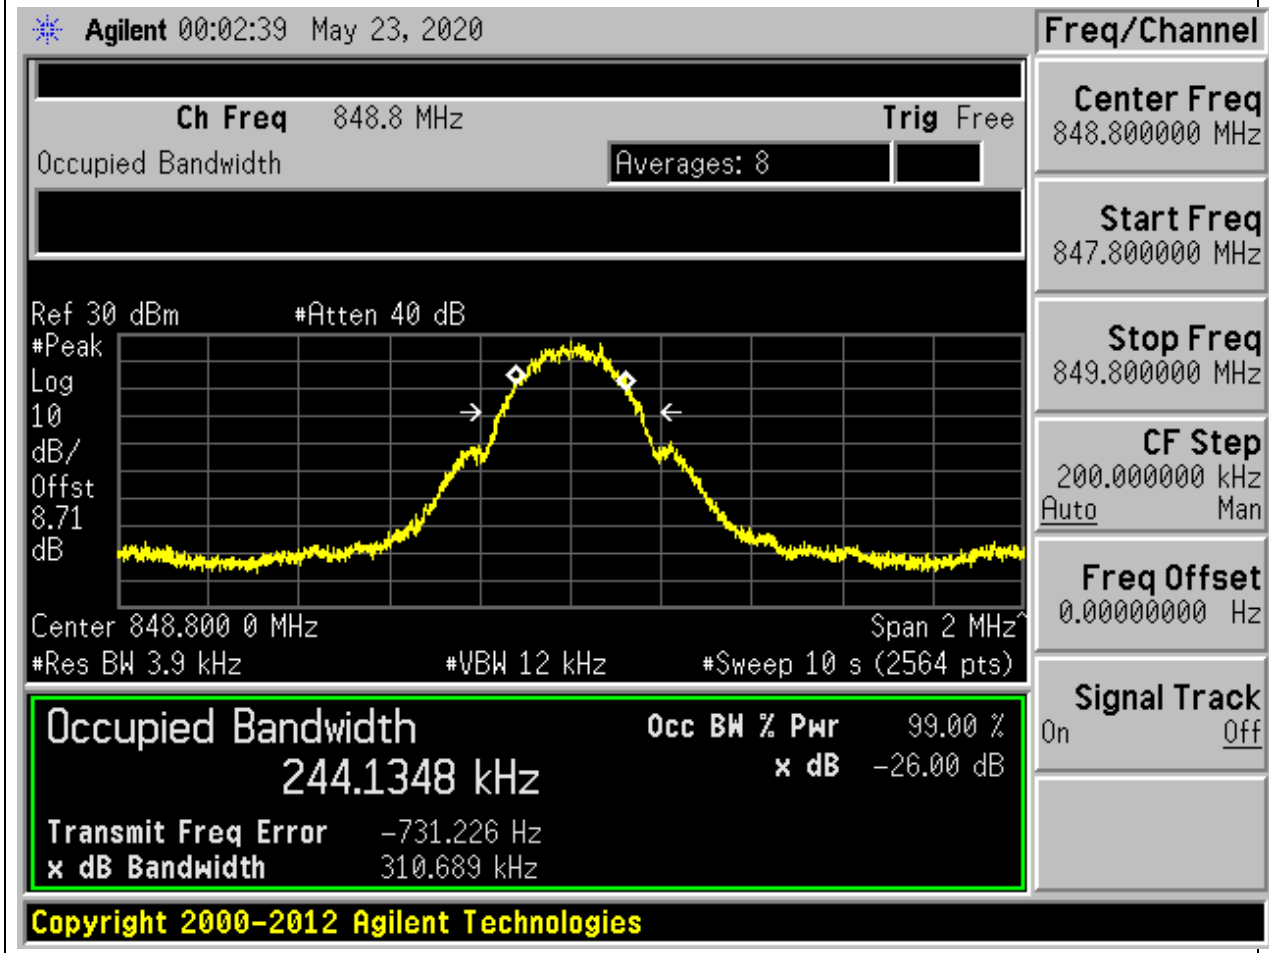 Agilent 00:02:39 May 23, 2020
Freq/Channel
Ch Freq 848.8 MHz Trig Free
Occupied Bandwidth Averages: 8
Center Freq
848.800000 MHz
Start Freq
847.800000 MHz
Stop Freq
849.800000 MHz
CF Step
200.000000 kHz
Auto Man
Freq Offset
0.00000000 Hz
Signal Track
On Off
Ref 30 dBm #Atten 40 dB
#Peak
Log
10
dB/
Offst
8.71
dB
Center 848.800 0 MHz Span 2 MHz^
#Res BW 3.9 kHz #VBW 12 kHz #Sweep 10 s (2564 pts)
Occupied Bandwidth Occ BW % Pwr 99.00 %
244.1348 kHz x dB -26.00 dB
Transmit Freq Error -731.226 Hz
x dB Bandwidth 310.689 kHz
Copyright 2000-2012 Agilent Technologies